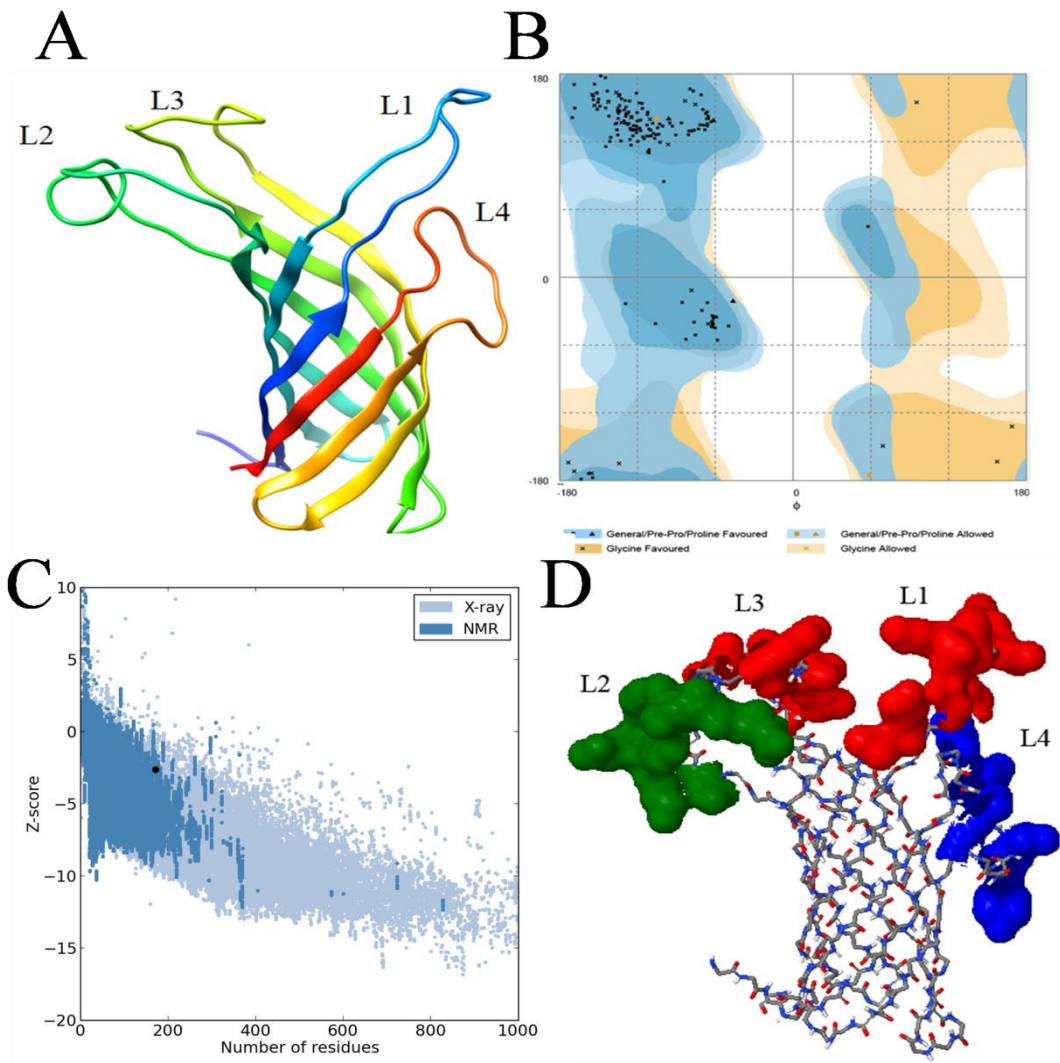 A
L3
L1
L2
L4
B
180
0
-180
-180
0
180
ϕ
General/Pre-Pro/Proline Favoured
General/Pre-Pro/Proline Allowed
Glycine Favoured
Glycine Allowed
C
10
5
0
−5
−10
−15
−20
0
200
400
600
800
1000
Z-score
Number of residues
X-ray
NMR
D
L3
L1
L2
L4